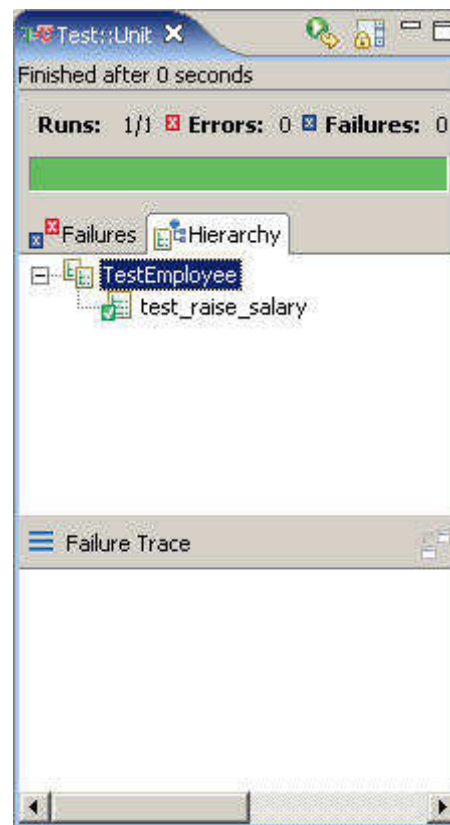 Test::Unit
Finished after 0 seconds
Runs: 1/1 Errors: 0 Failures: 0
Failures Hierarchy
TestEmployee
test_raise_salary
Failure Trace